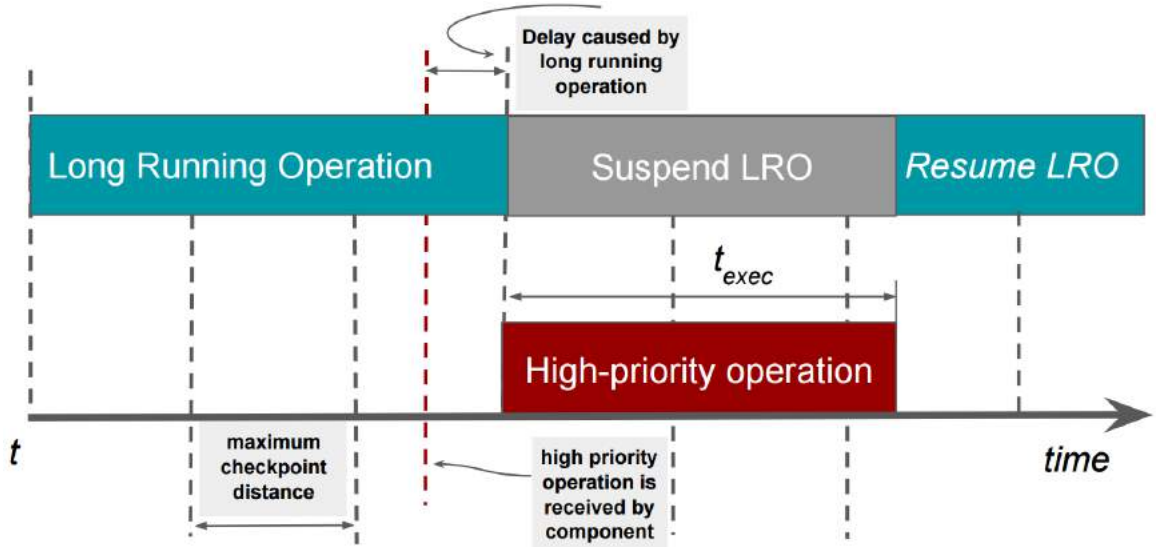 Delay caused by
long running
operation
Long Running Operation
Suspend LRO
Resume LRO
t_exec
High-priority operation
t
time
maximum
checkpoint
distance
high priority
operation is
received by
component